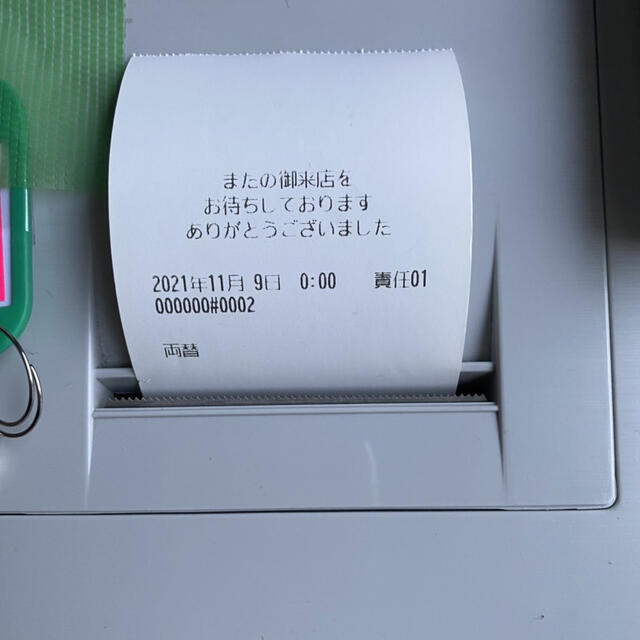 またの御来店を
お待ちしております
ありがとうございました
2021年11月 9日 0:00 責任01
000000#0002
両替